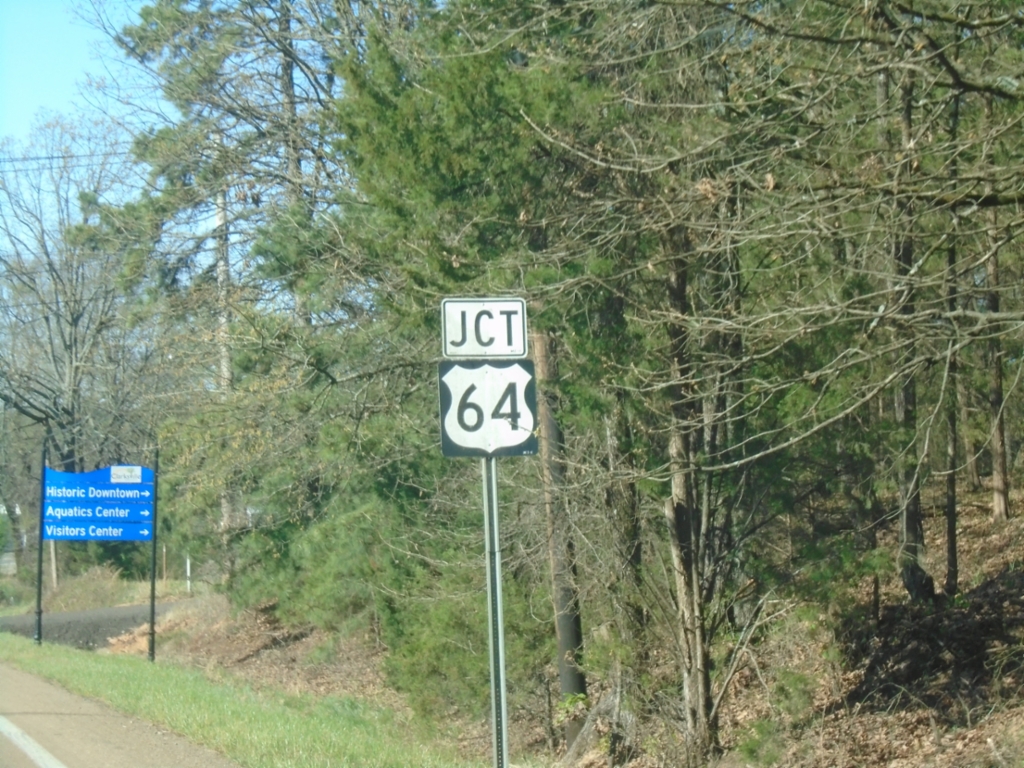 JCT
64
Historic Downtown →
Aquatics Center →
Visitors Center →